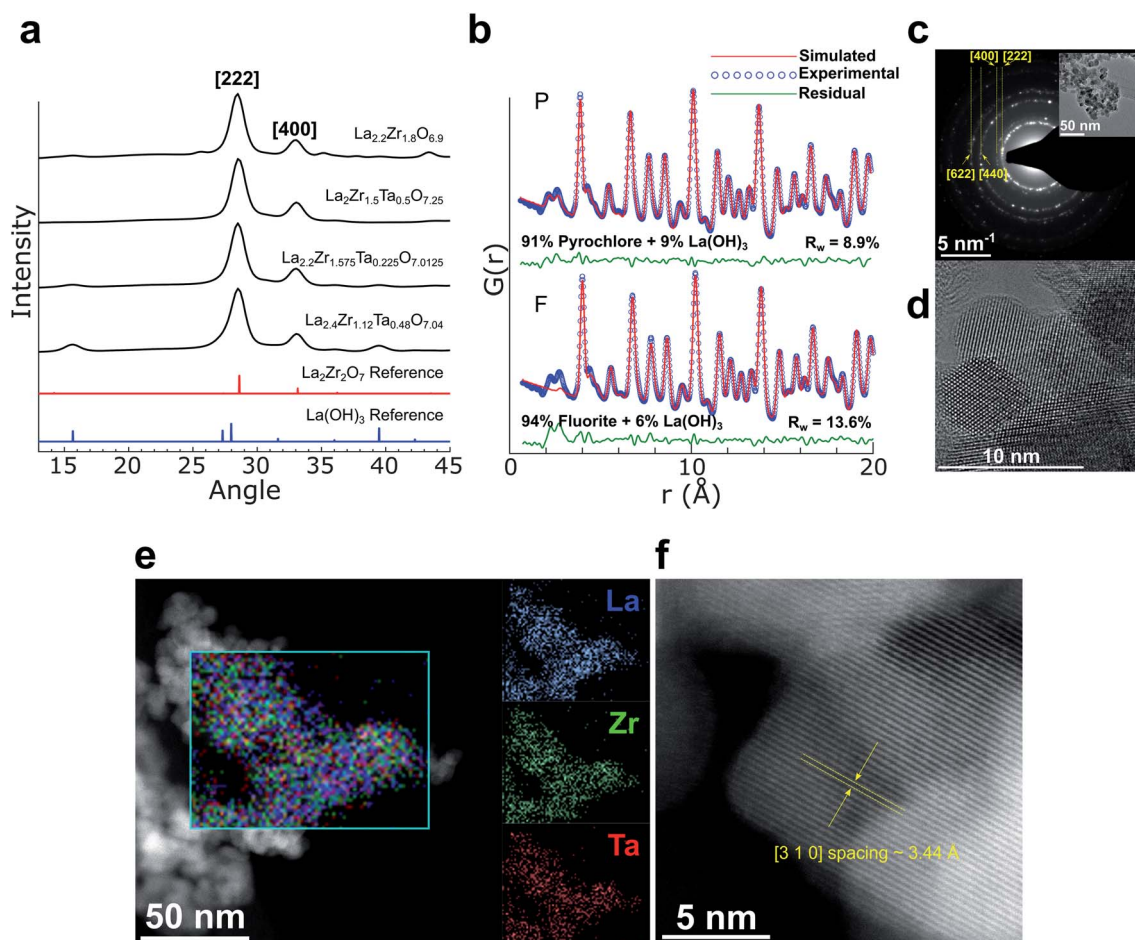 a
[222]
[400]
La2.2Zr1.8O6.9
La2Zr1.5Ta0.5O7.25
La2.2Zr1.575Ta0.225O7.0125
La2.4Zr1.12Ta0.48O7.04
La2Zr2O7 Reference
La(OH)3 Reference
Intensity
15 20 25 30 35 40 45
Angle
b
Simulated
Experimental
Residual
P
91% Pyrochlore + 9% La(OH)3 Rw = 8.9%
F
94% Fluorite + 6% La(OH)3 Rw = 13.6%
G(r)
0 10 20
r (Å)
c
[400] [222]
50 nm
[622] [440]
5 nm-1
d
10 nm
e
La
Zr
Ta
50 nm
f
[3 1 0] spacing ~ 3.44 Å
5 nm